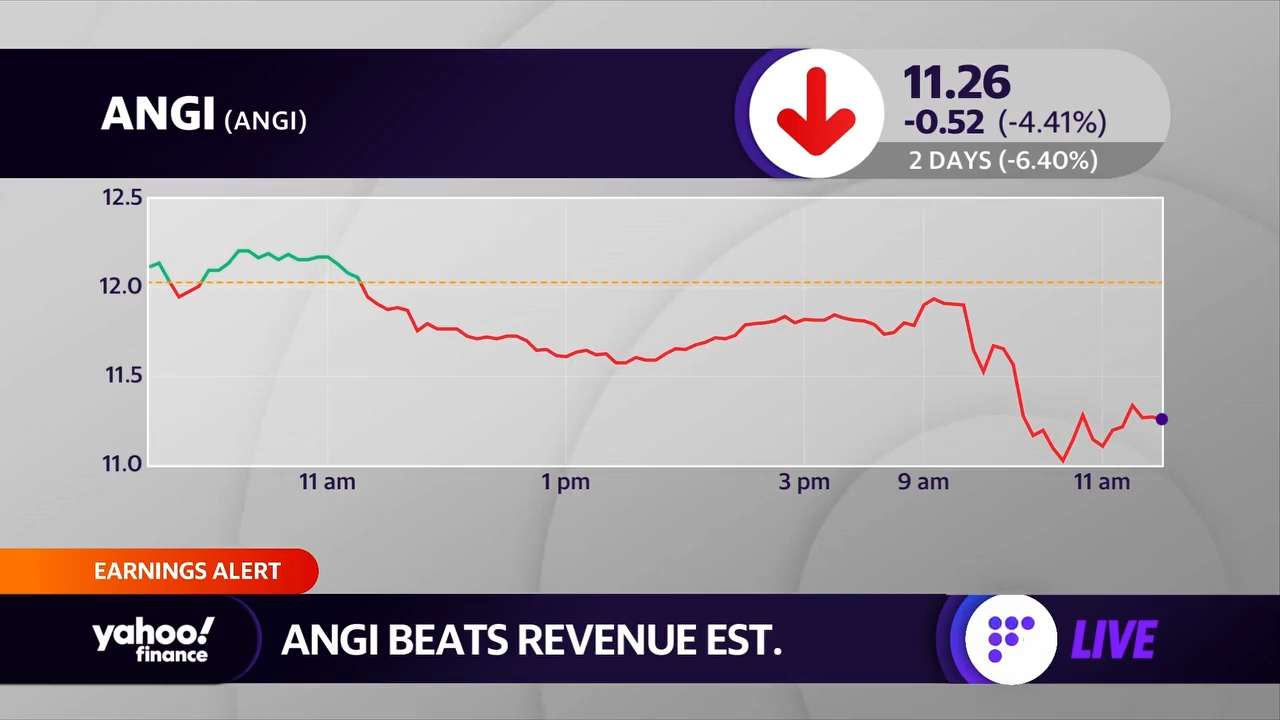 ANGI (ANGI)
11.26
-0.52 (-4.41%)
2 DAYS (-6.40%)
12.5
12.0
11.5
11.0
11 am 1 pm 3 pm 9 am 11 am
EARNINGS ALERT
yahoo!
finance
ANGI BEATS REVENUE EST.
LIVE